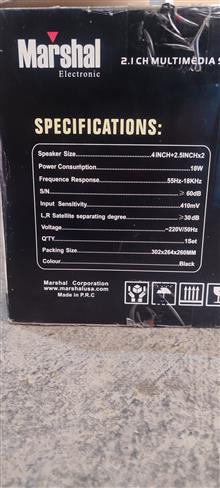 Marshal
Electronic
2.1 CH MULTIMEDIA S
SPECIFICATIONS:
Speaker Size 4INCH+2.5INCHx2
Power Consumption 18W
Frequence Response 55Hz-18KHz
S/N ≥ 60dB
Input Sensitivity 410mV
L,R Satellite separating degree ≥30dB
Voltage ~220V/50Hz
Q'TY 1Set
Packing Size 302x264x260MM
Colour Black
Marshal Corporation
www.marshalusa.com
Made in P.R.C